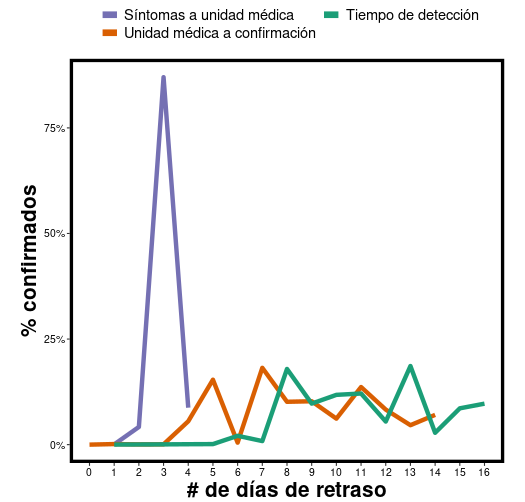 Síntomas a unidad médica
Tiempo de detección
Unidad médica a confirmación
75%
50%
25%
0%
% confirmados
0 1 2 3 4 5 6 7 8 9 10 11 12 13 14 15 16
# de días de retraso